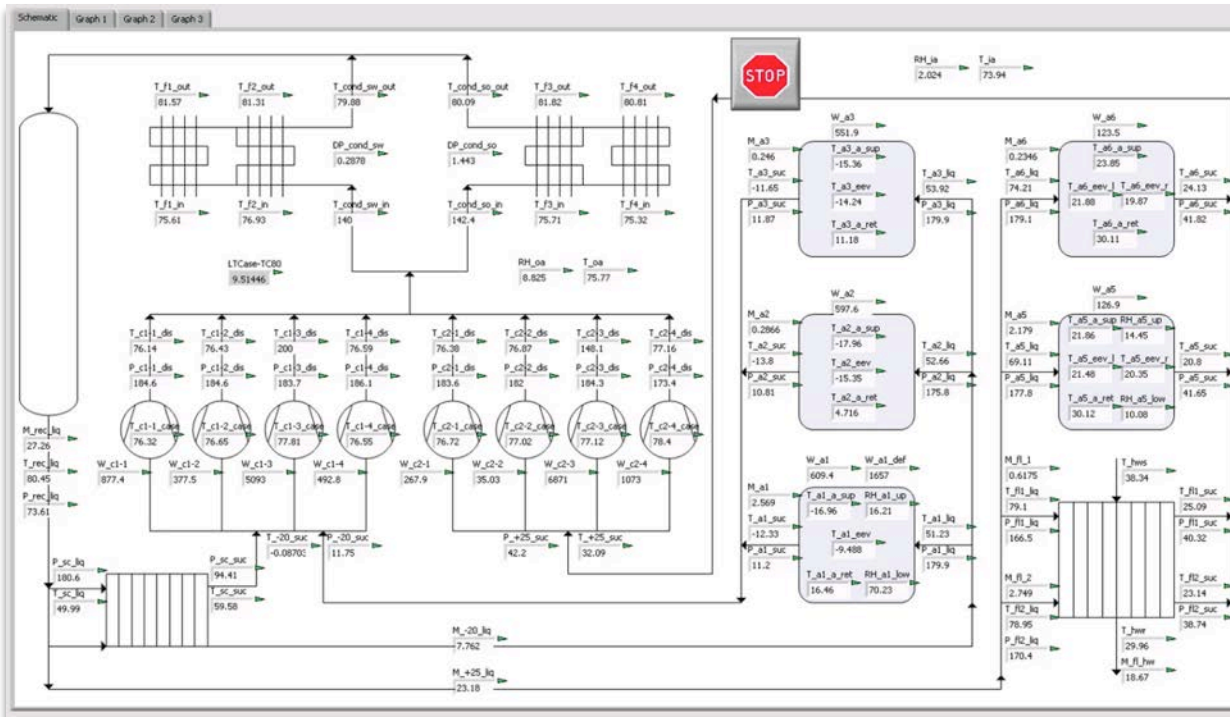 Schematic Graph 1 Graph 2 Graph 3
STOP
RH_ia T_ia
2.024 73.94
T_f1_out T_f2_out T_cond_sw_out T_cond_so_out T_f3_out T_f4_out
81.57 81.31 79.88 80.09 81.82 80.81
DP_cond_sw DP_cond_so
0.2878 1.443
T_f1_in T_f2_in T_cond_sw_in T_cond_so_in T_f3_in T_f4_in
75.61 76.93 140 142.4 75.71 75.32
LTCase-TC80 RH_oa T_oa
9.51446 8.825 75.77
T_c1-1_dis T_c1-2_dis T_c1-3_dis T_c1-4_dis T_c2-1_dis T_c2-2_dis T_c2-3_dis T_c2-4_dis
76.14 76.43 200 76.59 76.38 76.87 148.1 77.16
P_c1-1_dis P_c1-2_dis P_c1-3_dis P_c1-4_dis P_c2-1_dis P_c2-2_dis P_c2-3_dis P_c2-4_dis
184.6 184.6 183.7 186.1 183.6 182 184.3 173.4
T_c1-1_case T_c1-2_case T_c1-3_case T_c1-4_case T_c2-1_case T_c2-2_case T_c2-3_case T_c2-4_case
76.32 76.65 77.81 76.55 76.72 77.02 77.12 78.4
W_c1-1 W_c1-2 W_c1-3 W_c1-4 W_c2-1 W_c2-2 W_c2-3 W_c2-4
877.4 377.5 5093 492.8 267.9 35.03 6871 1073
M_rec_liq
27.26
T_rec_liq
80.45
P_rec_liq
73.61
T_-20_suc P_-20_suc P_+25_suc T_+25_suc
-0.08703 11.75 42.2 32.09
P_sc_liq P_sc_suc
180.6 94.41
T_sc_liq T_sc_suc
49.99 59.58
M_-20_liq
7.762
M_+25_liq
23.18
W_a3
551.9
M_a3 T_a3_a_sup
0.246 -15.36
T_a3_suc T_a3_eev T_a3_liq
-11.65 -14.24 53.92
P_a3_suc P_a3_liq
11.87 179.9
T_a3_a_ret
11.18
W_a2
597.6
M_a2 T_a2_a_sup
0.2866 -17.96
T_a2_suc T_a2_eev T_a2_liq
-13.8 -15.35 52.66
P_a2_suc T_a2_a_ret P_a2_liq
10.81 4.716 175.8
W_a1 W_a1_def
609.4 1657
M_a1 T_a1_a_sup RH_a1_up
2.569 -16.96 16.21
T_a1_suc T_a1_eev T_a1_liq
-12.33 -9.488 51.23
P_a1_suc P_a1_liq
11.2 179.9
T_a1_a_ret RH_a1_low
16.46 70.23
W_a6
123.5
M_a6 T_a6_a_sup
0.2346 23.85
T_a6_liq T_a6_eev_l T_a6_eev_r T_a6_suc
74.21 21.88 19.87 24.13
P_a6_liq P_a6_suc
179.1 41.82
T_a6_a_ret
30.11
W_a5
126.9
M_a5 T_a5_a_sup RH_a5_up
2.179 21.86 14.45
T_a5_liq T_a5_eev_l T_a5_eev_r T_a5_suc
69.11 21.48 20.35 20.8
P_a5_liq T_a5_a_ret RH_a5_low P_a5_suc
177.8 30.12 10.08 41.65
M_fl_1 T_hws
0.6175 38.34
T_fl1_liq T_fl1_suc
79.1 25.09
P_fl1_liq P_fl1_suc
166.5 40.32
M_fl_2 T_fl2_suc
2.749 23.14
T_fl2_liq P_fl2_suc
78.95 38.74
P_fl2_liq T_hwr
170.4 29.96
M_fl_hw
18.67